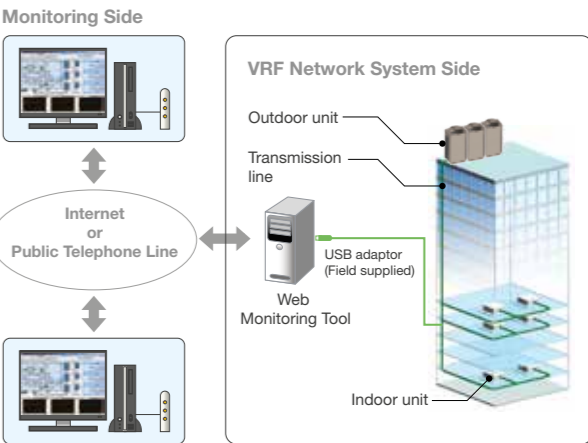 Monitoring Side
VRF Network System Side
Outdoor unit
Transmission
line
Internet
or
Public Telephone Line
USB adaptor
(Field supplied)
Web
Monitoring Tool
Indoor unit